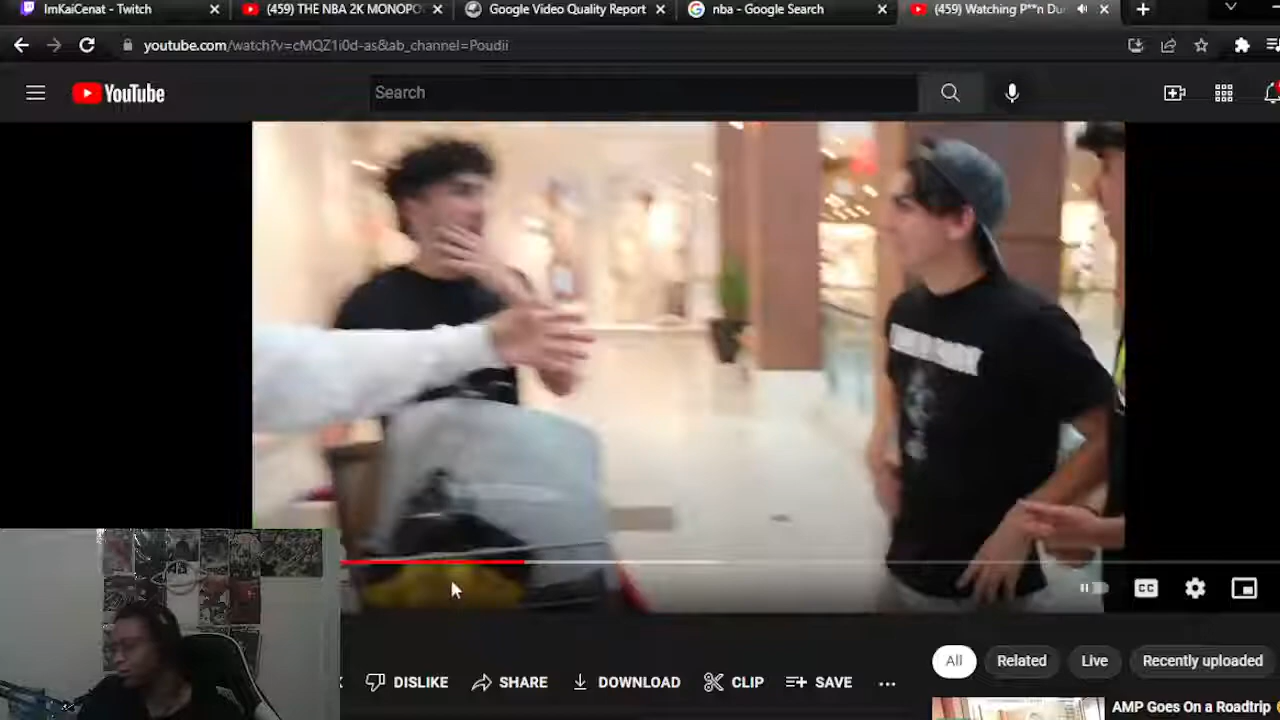 ImKaiCenat - Twitch
(459) THE NBA 2K MONOPO
Google Video Quality Report
nba - Google Search
(459) Watching P**n Du
youtube.com/watch?v=cMQZ1i0d-as&ab_channel=Poudii
YouTube
Search
CC
All
Related
Live
Recently uploaded
DISLIKE
SHARE
DOWNLOAD
CLIP
SAVE
AMP Goes On a Roadtrip